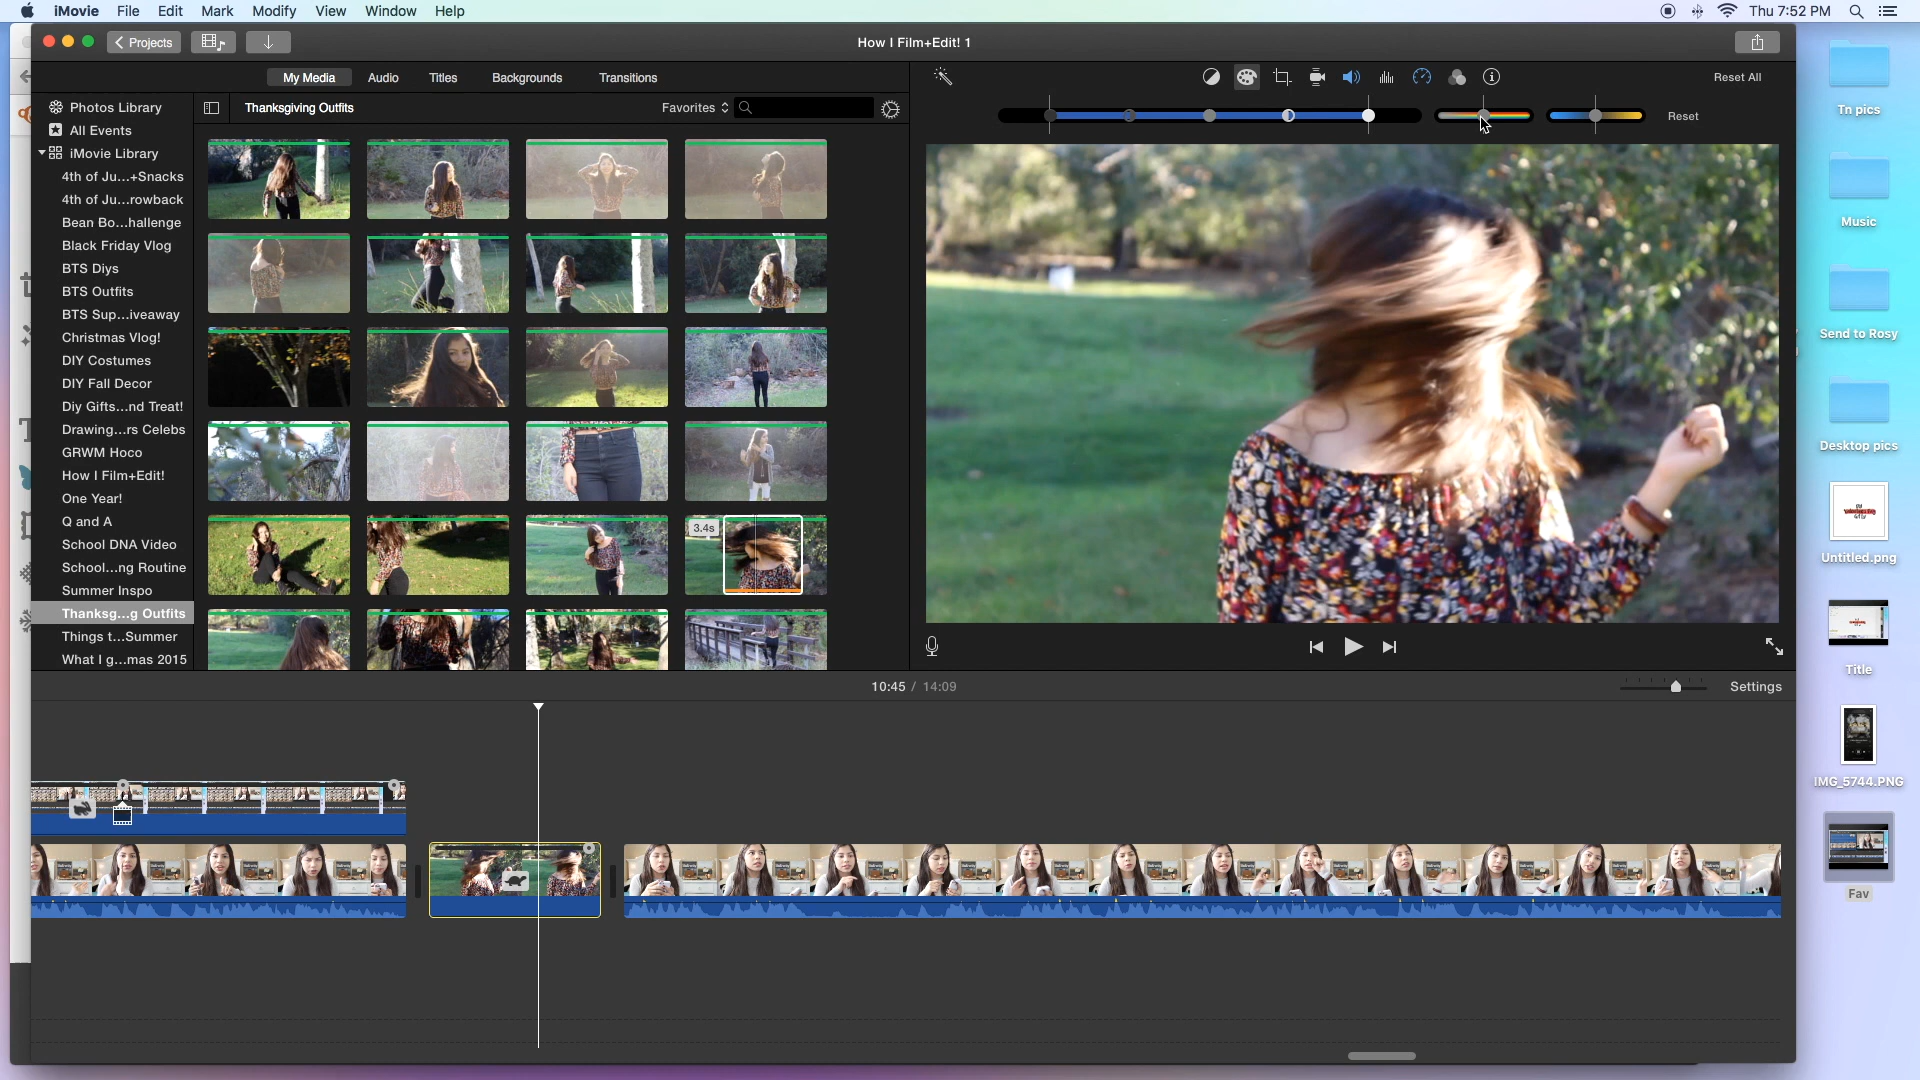 iMovie File Edit Mark Modify View Window Help
Thu 7:52 PM
Projects
How I Film+Edit! 1
My Media Audio Titles Backgrounds Transitions
Reset All
Photos Library
All Events
iMovie Library
4th of Ju...+Snacks
4th of Ju...rowback
Bean Bo...hallenge
Black Friday Vlog
BTS Diys
BTS Outfits
BTS Sup...iveaway
Christmas Vlog!
DIY Costumes
DIY Fall Decor
Diy Gifts...nd Treat!
Drawing...rs Celebs
GRWM Hoco
How I Film+Edit!
One Year!
Q and A
School DNA Video
School...ng Routine
Summer Inspo
Thanksg...g Outfits
Things t...Summer
What I g...mas 2015
Thanksgiving Outfits
Favorites
3.4s
Reset
10:45 / 14:09
Settings
Tn pics
Music
Send to Rosy
Desktop pics
Untitled.png
Title
IMG_5744.PNG
Fav